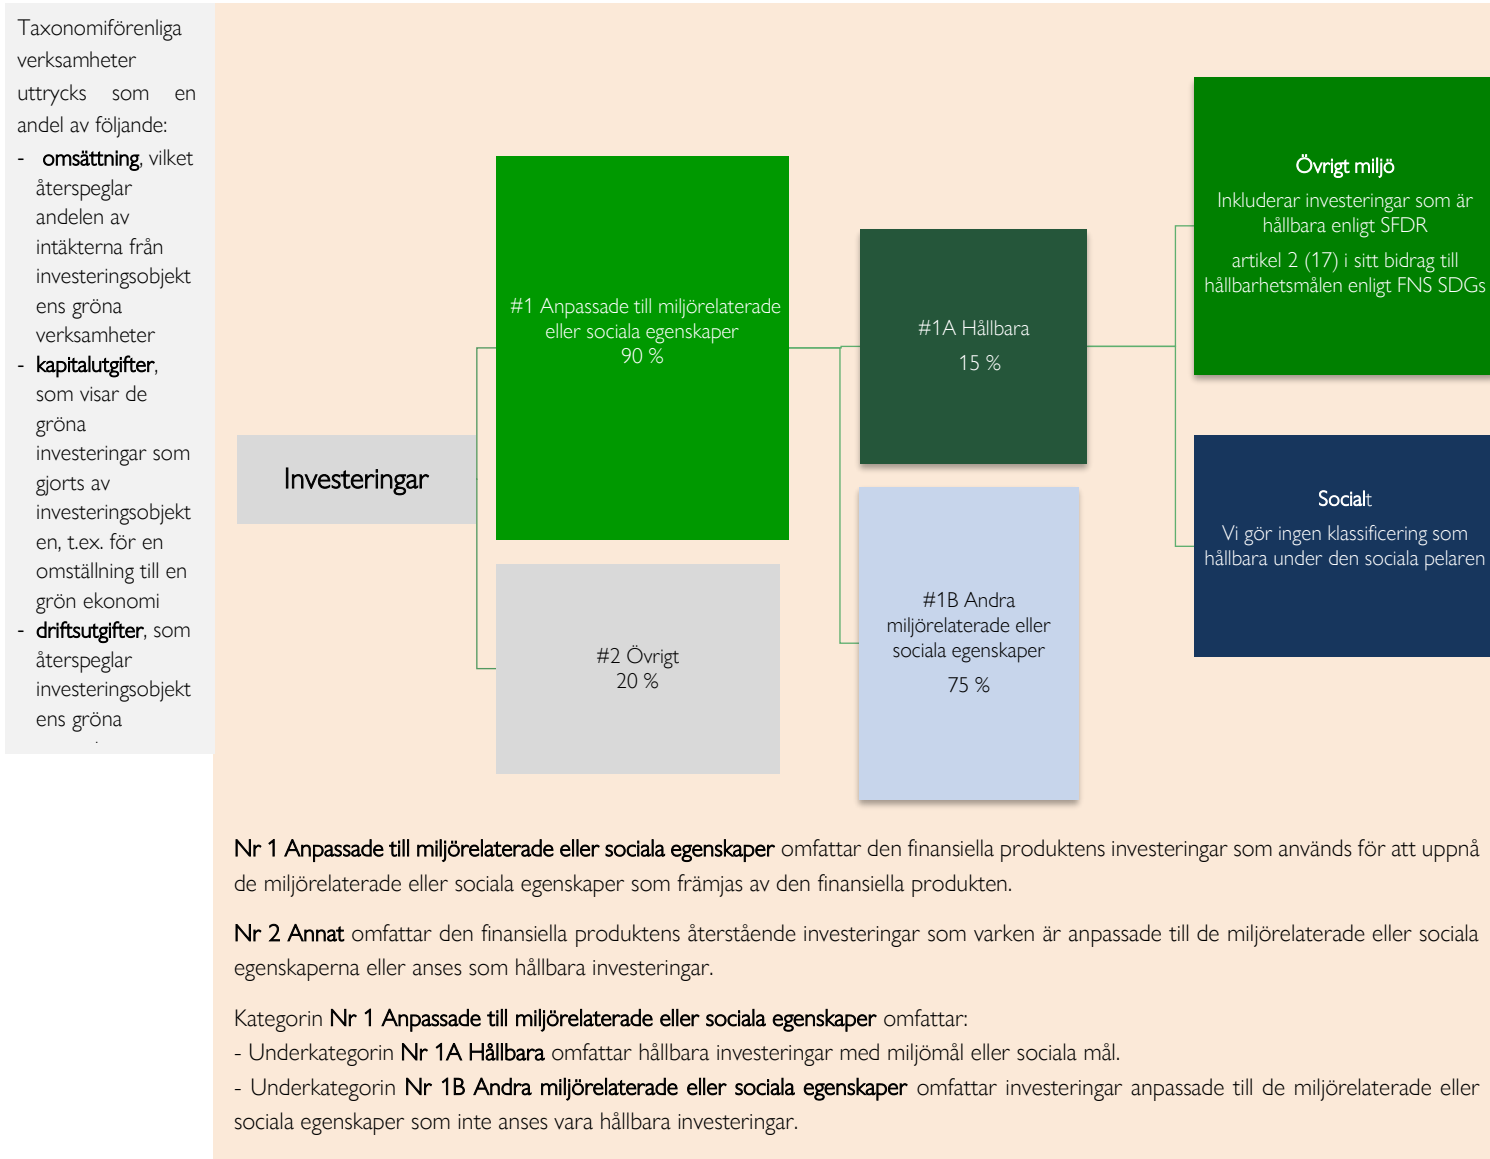 Taxonomiförenliga
verksamheter
uttrycks som en
andel av följande:
- omsättning, vilket
återspeglar
andelen av
intäkterna från
investeringsobjekt
ens gröna
verksamheter
- kapitalutgifter,
som visar de
gröna
investeringar som
gjorts av
investeringsobjekt
en, t.ex. för en
omställning till en
grön ekonomi
- driftsutgifter, som
återspeglar
investeringsobjekt
ens gröna
Investeringar
#1 Anpassade till miljörelaterade
eller sociala egenskaper
90 %
#2 Övrigt
20 %
#1A Hållbara
15 %
#1B Andra
miljörelaterade eller
sociala egenskaper
75 %
Övrigt miljö
Inkluderar investeringar som är
hållbara enligt SFDR
artikel 2 (17) i sitt bidrag till
hållbarhetsmålen enligt FNS SDGs
Socialt
Vi gör ingen klassificering som
hållbara under den sociala pelaren
Nr 1 Anpassade till miljörelaterade eller sociala egenskaper omfattar den finansiella produktens investeringar som används för att uppnå
de miljörelaterade eller sociala egenskaper som främjas av den finansiella produkten.
Nr 2 Annat omfattar den finansiella produktens återstående investeringar som varken är anpassade till de miljörelaterade eller sociala
egenskaperna eller anses som hållbara investeringar.
Kategorin Nr 1 Anpassade till miljörelaterade eller sociala egenskaper omfattar:
- Underkategorin Nr 1A Hållbara omfattar hållbara investeringar med miljömål eller sociala mål.
- Underkategorin Nr 1B Andra miljörelaterade eller sociala egenskaper omfattar investeringar anpassade till de miljörelaterade eller
sociala egenskaper som inte anses vara hållbara investeringar.